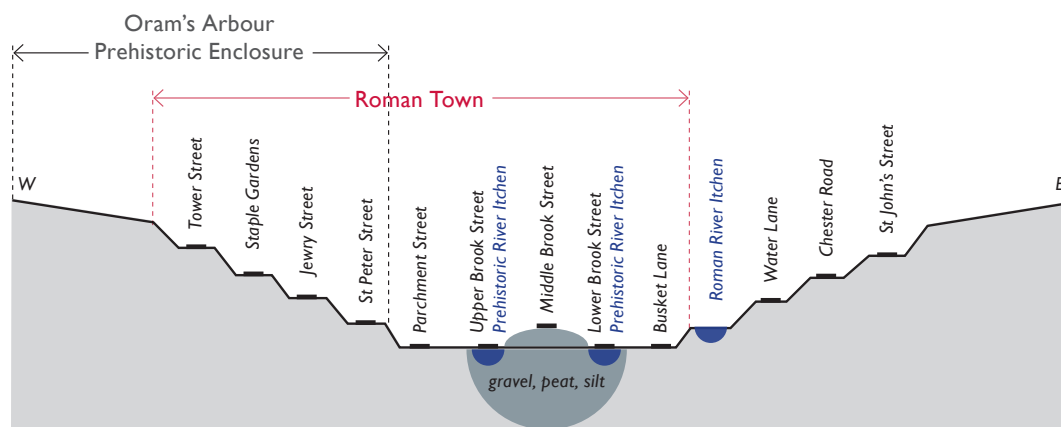 Oram’s Arbour
Prehistoric Enclosure
Roman Town
W
Tower Street
Staple Gardens
Jewry Street
St Peter Street
Parchment Street
Upper Brook Street
Prehistoric River Itchen
Middle Brook Street
Lower Brook Street
Prehistoric River Itchen
Busket Lane
Roman River Itchen
Water Lane
Chester Road
St John’s Street
E
gravel, peat, silt